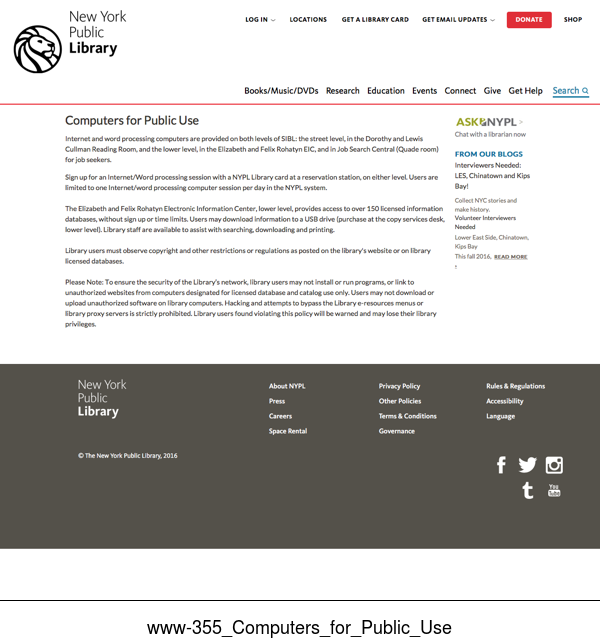 New York
Public
Library
LOG IN
LOCATIONS
GET A LIBRARY CARD
GET EMAIL UPDATES
DONATE
SHOP
Books/Music/DVDs
Research
Education
Events
Connect
Give
Get Help
Search
Computers for Public Use
Internet and word processing computers are provided on both levels of SIBL: the street level, in the Dorothy and Lewis
Cullman Reading Room, and the lower level, in the Elizabeth and Felix Rohatyn EIC, and in Job Search Central (Quade room)
for job seekers.
Sign up for an Internet/Word processing session with a NYPL Library card at a reservation station, on either level. Users are
limited to one Internet/word processing computer session per day in the NYPL system.
The Elizabeth and Felix Rohatyn Electronic Information Center, lower level, provides access to over 150 licensed information
databases, without sign up or time limits. Users may download information to a USB drive (purchase at the copy services desk,
lower level). Library staff are available to assist with searching, downloading and printing.
Library users must observe copyright and other restrictions or regulations as posted on the library's website or on library
licensed databases.
Please Note: To ensure the security of the Library's network, library users may not install or run programs, or link to
unauthorized websites from computers designated for licensed database and catalog use only. Users may not download or
upload unauthorized software on library computers. Hacking and attempts to bypass the Library e-resources menus or
library proxy servers is strictly prohibited. Library users found violating this policy will be warned and may lose their library
privileges.
ASK NYPL >
Chat with a librarian now
FROM OUR BLOGS
Interviewers Needed:
LES, Chinatown and Kips
Bay!
Collect NYC stories and
make history.
Volunteer Interviewers
Needed
Lower East Side, Chinatown,
Kips Bay
This fall 2016, READ MORE
New York
Public
Library
About NYPL
Press
Careers
Space Rental
Privacy Policy
Other Policies
Terms & Conditions
Governance
Rules & Regulations
Accessibility
Language
© The New York Public Library, 2016
You
Tube
www-355_Computers_for_Public_Use